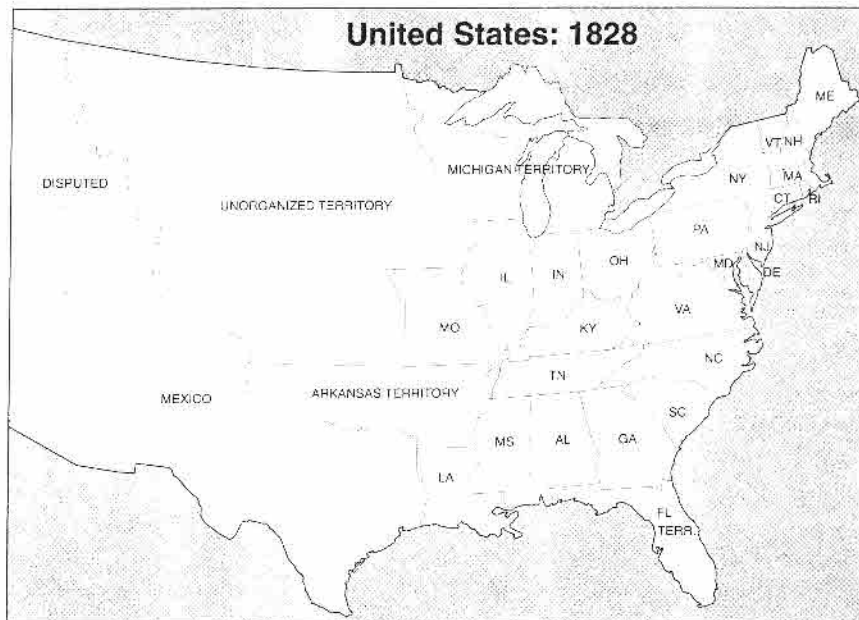 United States: 1828
ME
VT
NH
MICHIGAN TERRITORY
NY
MA
DISPUTED
CT
RI
UNORGANIZED TERRITORY
PA
NJ
OH
MD
DE
IL
IN
VA
MO
KY
NC
TN
MEXICO
ARKANSAS TERRITORY
SC
MS
AL
GA
LA
FL
TERR.